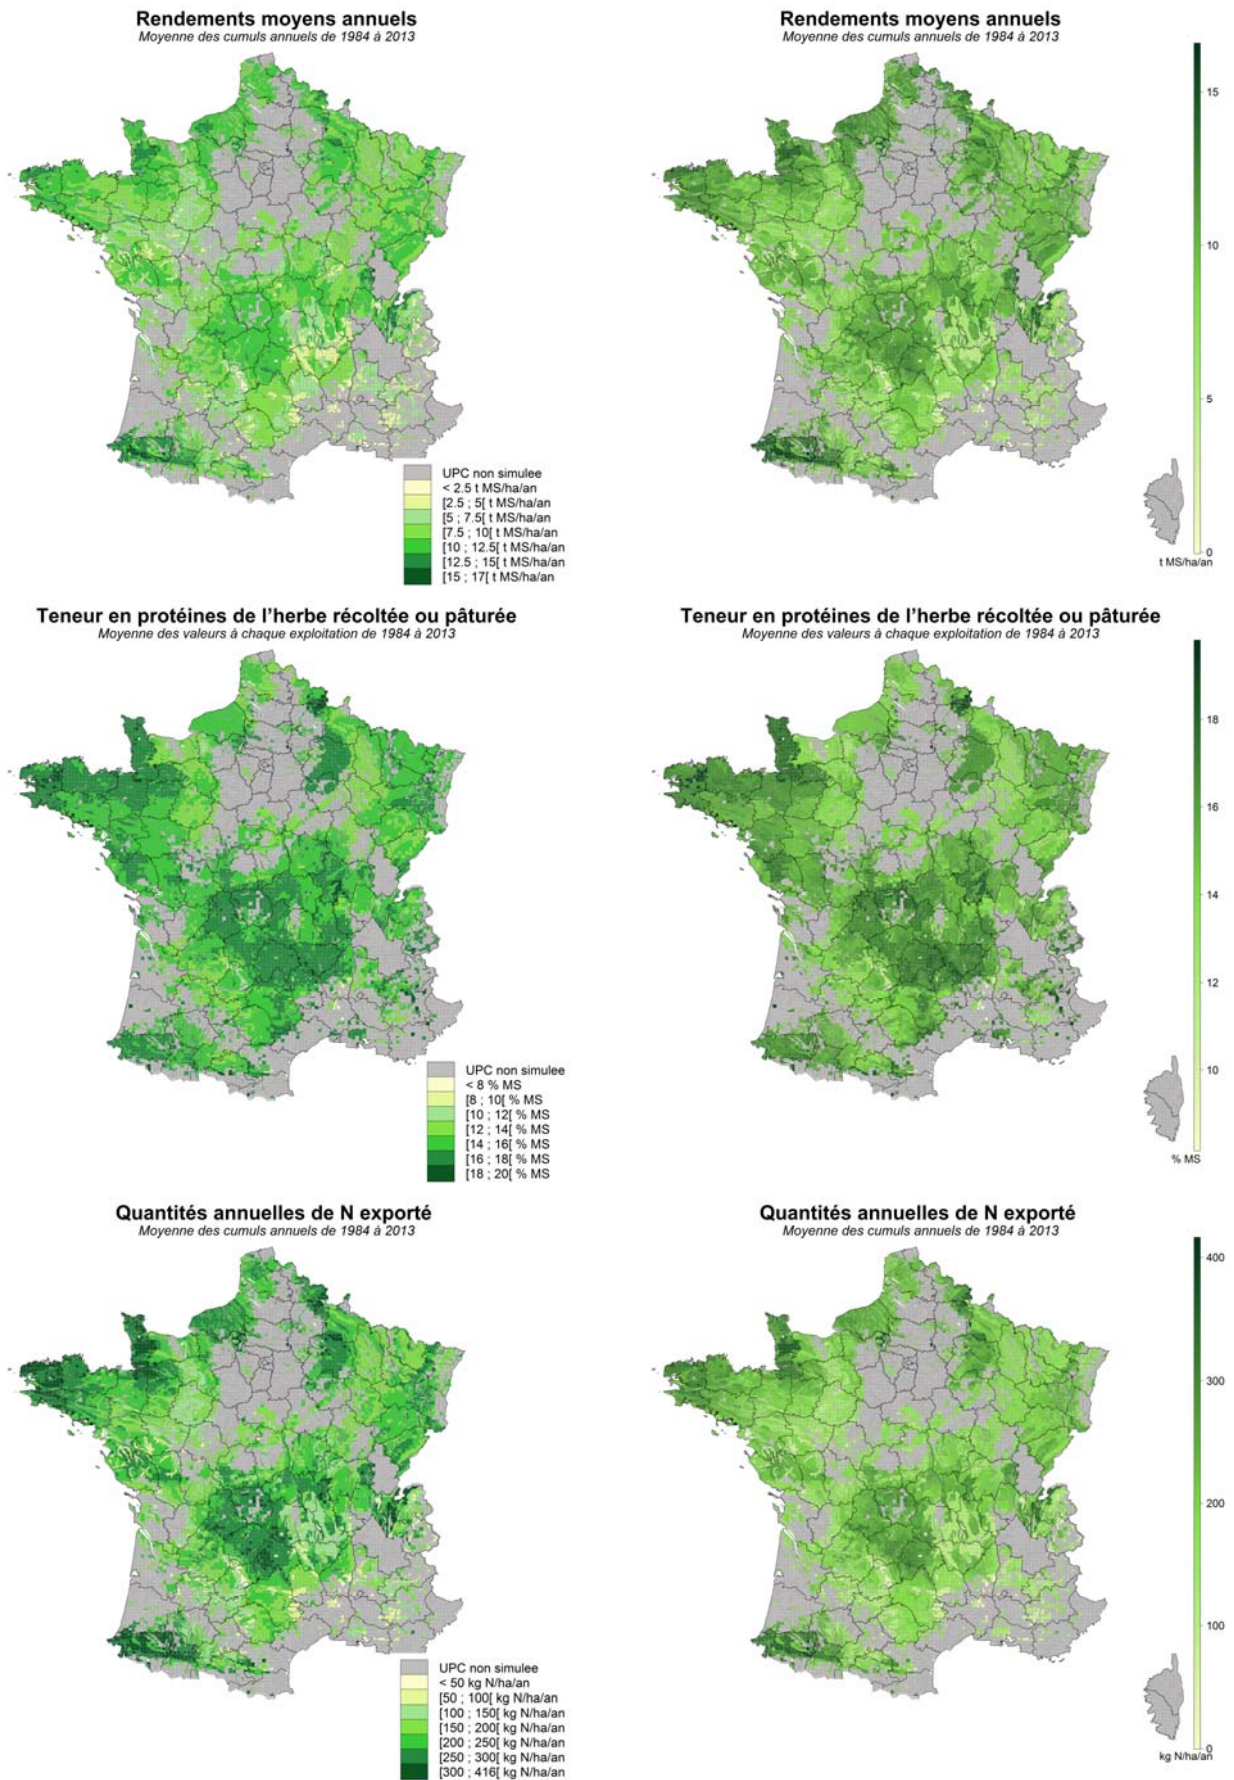 Rendements moyens annuels
Moyenne des cumuls annuels de 1984 à 2013
UPC non simulee
< 2.5 t MS/ha/an
[2.5 ; 5[ t MS/ha/an
[5 ; 7.5[ t MS/ha/an
[7.5 ; 10[ t MS/ha/an
[10 ; 12.5[ t MS/ha/an
[12.5 ; 15[ t MS/ha/an
[15 ; 17[ t MS/ha/an
Rendements moyens annuels
Moyenne des cumuls annuels de 1984 à 2013
15
10
5
0
t MS/ha/an
Teneur en protéines de l'herbe récoltée ou pâturée
Moyenne des valeurs à chaque exploitation de 1984 à 2013
UPC non simulee
< 8 % MS
[8 ; 10[ % MS
[10 ; 12[ % MS
[12 ; 14[ % MS
[14 ; 16[ % MS
[16 ; 18[ % MS
[18 ; 20[ % MS
Teneur en protéines de l'herbe récoltée ou pâturée
Moyenne des valeurs à chaque exploitation de 1984 à 2013
18
16
14
12
10
% MS
Quantités annuelles de N exporté
Moyenne des cumuls annuels de 1984 à 2013
UPC non simulee
< 50 kg N/ha/an
[50 ; 100[ kg N/ha/an
[100 ; 150[ kg N/ha/an
[150 ; 200[ kg N/ha/an
[200 ; 250[ kg N/ha/an
[250 ; 300[ kg N/ha/an
[300 ; 416[ kg N/ha/an
Quantités annuelles de N exporté
Moyenne des cumuls annuels de 1984 à 2013
400
300
200
100
0
kg N/ha/an